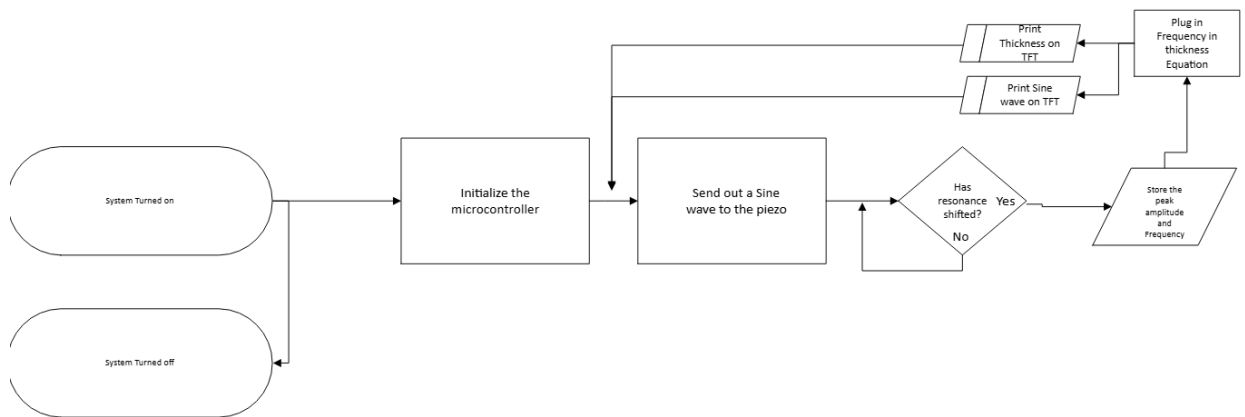 Print
Thickness on
TFT
Plug in
Frequency in
thickness
Equation
Print Sine
wave on TFT
System Turned on
Initialize the
microcontroller
Send out a Sine
wave to the piezo
Has
resonance
shifted?
Yes
No
Store the
peak
amplitude
and
Frequency
System Turned off